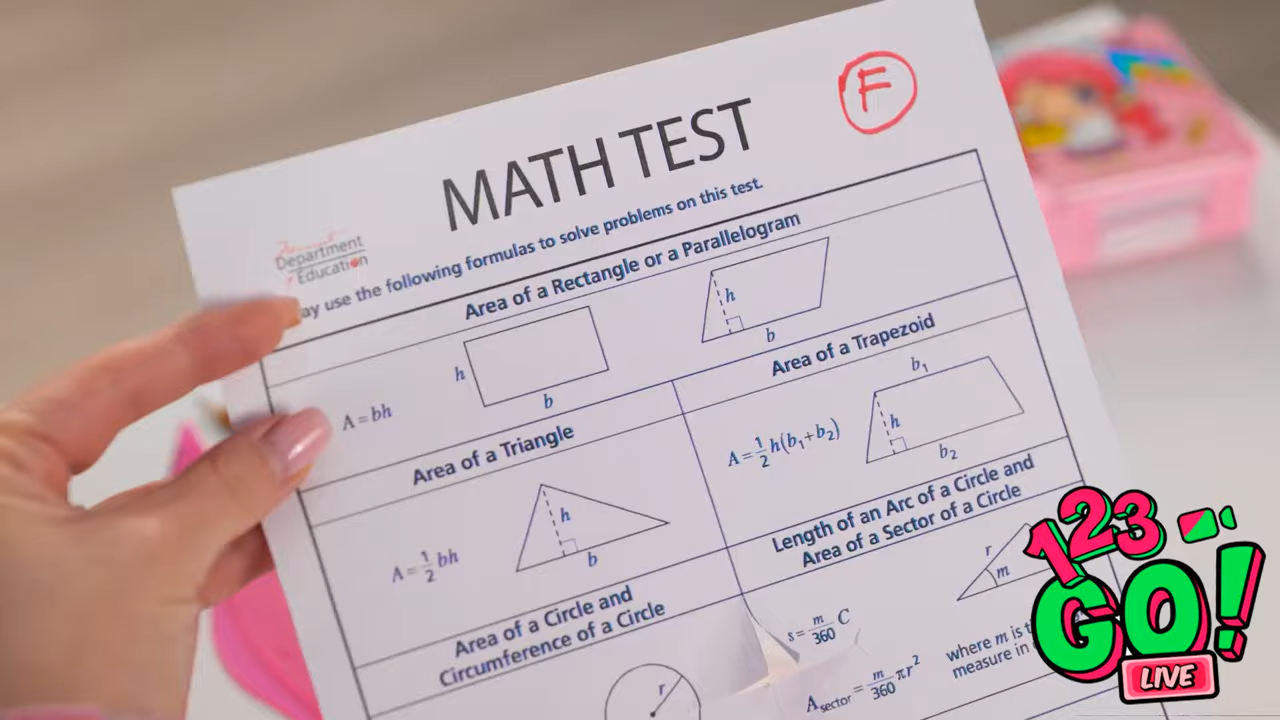 F
MATH TEST
Department
Education
ay use the following formulas to solve problems on this test.
Area of a Rectangle or a Parallelogram
h
b
h
b
A = bh
Area of a Triangle
h
b
A = 1/2 bh
Area of a Trapezoid
b₁
h
b₂
A = 1/2 h(b₁+b₂)
Area of a Circle and
Circumference of a Circle
r
Length of an Arc of a Circle and
Area of a Sector of a Circle
r
m
s = m/360 C
A sector = m/360 πr²
where m is
measure in
123
GO!
LIVE